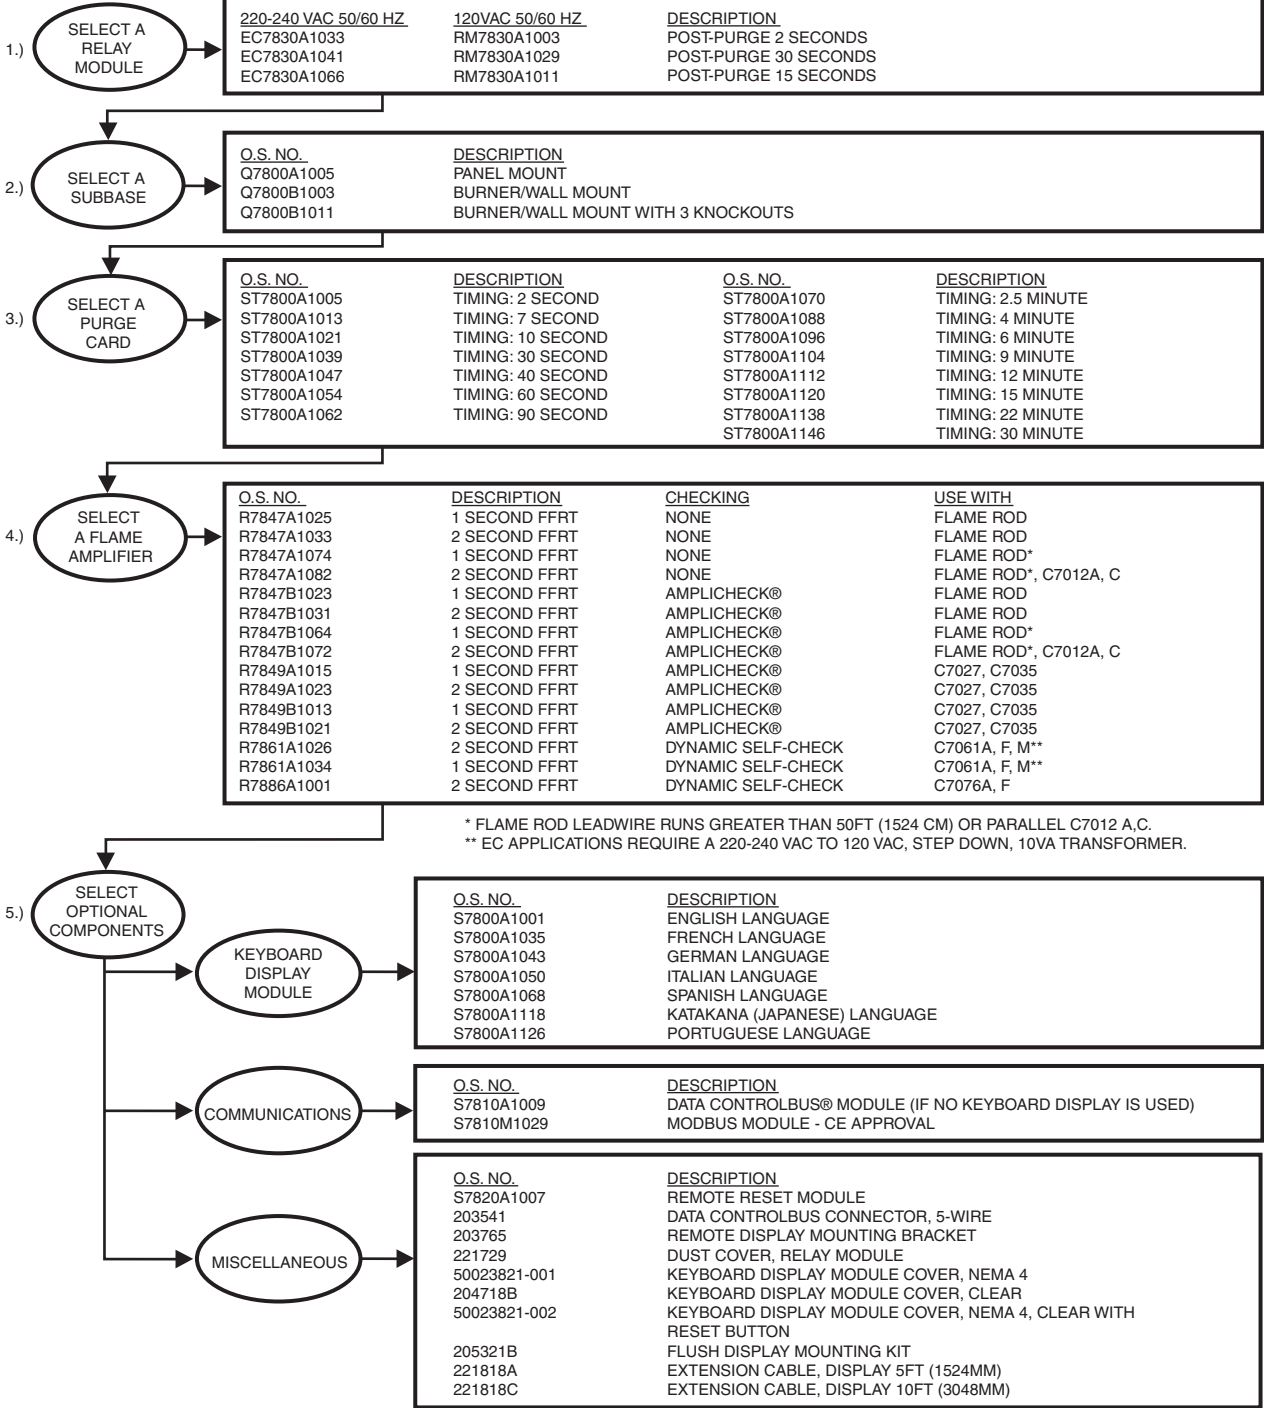 1.)
SELECT A
RELAY
MODULE
220-240 VAC 50/60 HZ 120VAC 50/60 HZ DESCRIPTION
EC7830A1033 RM7830A1003 POST-PURGE 2 SECONDS
EC7830A1041 RM7830A1029 POST-PURGE 30 SECONDS
EC7830A1066 RM7830A1011 POST-PURGE 15 SECONDS
2.)
SELECT A
SUBBASE
O.S. NO. DESCRIPTION
Q7800A1005 PANEL MOUNT
Q7800B1003 BURNER/WALL MOUNT
Q7800B1011 BURNER/WALL MOUNT WITH 3 KNOCKOUTS
3.)
SELECT A
PURGE
CARD
O.S. NO. DESCRIPTION O.S. NO. DESCRIPTION
ST7800A1005 TIMING: 2 SECOND ST7800A1070 TIMING: 2.5 MINUTE
ST7800A1013 TIMING: 7 SECOND ST7800A1088 TIMING: 4 MINUTE
ST7800A1021 TIMING: 10 SECOND ST7800A1096 TIMING: 6 MINUTE
ST7800A1039 TIMING: 30 SECOND ST7800A1104 TIMING: 9 MINUTE
ST7800A1047 TIMING: 40 SECOND ST7800A1112 TIMING: 12 MINUTE
ST7800A1054 TIMING: 60 SECOND ST7800A1120 TIMING: 15 MINUTE
ST7800A1062 TIMING: 90 SECOND ST7800A1138 TIMING: 22 MINUTE
ST7800A1146 TIMING: 30 MINUTE
4.)
SELECT
A FLAME
AMPLIFIER
O.S. NO. DESCRIPTION CHECKING USE WITH
R7847A1025 1 SECOND FFRT NONE FLAME ROD
R7847A1033 2 SECOND FFRT NONE FLAME ROD
R7847A1074 1 SECOND FFRT NONE FLAME ROD*
R7847A1082 2 SECOND FFRT NONE FLAME ROD*, C7012A, C
R7847B1023 1 SECOND FFRT AMPLICHECK® FLAME ROD
R7847B1031 2 SECOND FFRT AMPLICHECK® FLAME ROD
R7847B1064 1 SECOND FFRT AMPLICHECK® FLAME ROD*
R7847B1072 2 SECOND FFRT AMPLICHECK® FLAME ROD*, C7012A, C
R7849A1015 1 SECOND FFRT AMPLICHECK® C7027, C7035
R7849A1023 2 SECOND FFRT AMPLICHECK® C7027, C7035
R7849B1013 1 SECOND FFRT AMPLICHECK® C7027, C7035
R7849B1021 2 SECOND FFRT AMPLICHECK® C7027, C7035
R7861A1026 2 SECOND FFRT DYNAMIC SELF-CHECK C7061A, F, M**
R7861A1034 1 SECOND FFRT DYNAMIC SELF-CHECK C7061A, F, M**
R7886A1001 2 SECOND FFRT DYNAMIC SELF-CHECK C7076A, F
* FLAME ROD LEADWIRE RUNS GREATER THAN 50FT (1524 CM) OR PARALLEL C7012 A,C.
** EC APPLICATIONS REQUIRE A 220-240 VAC TO 120 VAC, STEP DOWN, 10VA TRANSFORMER.
5.)
SELECT
OPTIONAL
COMPONENTS
KEYBOARD
DISPLAY
MODULE
O.S. NO. DESCRIPTION
S7800A1001 ENGLISH LANGUAGE
S7800A1035 FRENCH LANGUAGE
S7800A1043 GERMAN LANGUAGE
S7800A1050 ITALIAN LANGUAGE
S7800A1068 SPANISH LANGUAGE
S7800A1118 KATAKANA (JAPANESE) LANGUAGE
S7800A1126 PORTUGUESE LANGUAGE
COMMUNICATIONS
O.S. NO. DESCRIPTION
S7810A1009 DATA CONTROLBUS® MODULE (IF NO KEYBOARD DISPLAY IS USED)
S7810M1029 MODBUS MODULE - CE APPROVAL
MISCELLANEOUS
O.S. NO. DESCRIPTION
S7820A1007 REMOTE RESET MODULE
203541 DATA CONTROLBUS CONNECTOR, 5-WIRE
203765 REMOTE DISPLAY MOUNTING BRACKET
221729 DUST COVER, RELAY MODULE
50023821-001 KEYBOARD DISPLAY MODULE COVER, NEMA 4
204718B KEYBOARD DISPLAY MODULE COVER, CLEAR
50023821-002 KEYBOARD DISPLAY MODULE COVER, NEMA 4, CLEAR WITH
RESET BUTTON
205321B FLUSH DISPLAY MOUNTING KIT
221818A EXTENSION CABLE, DISPLAY 5FT (1524MM)
221818C EXTENSION CABLE, DISPLAY 10FT (3048MM)